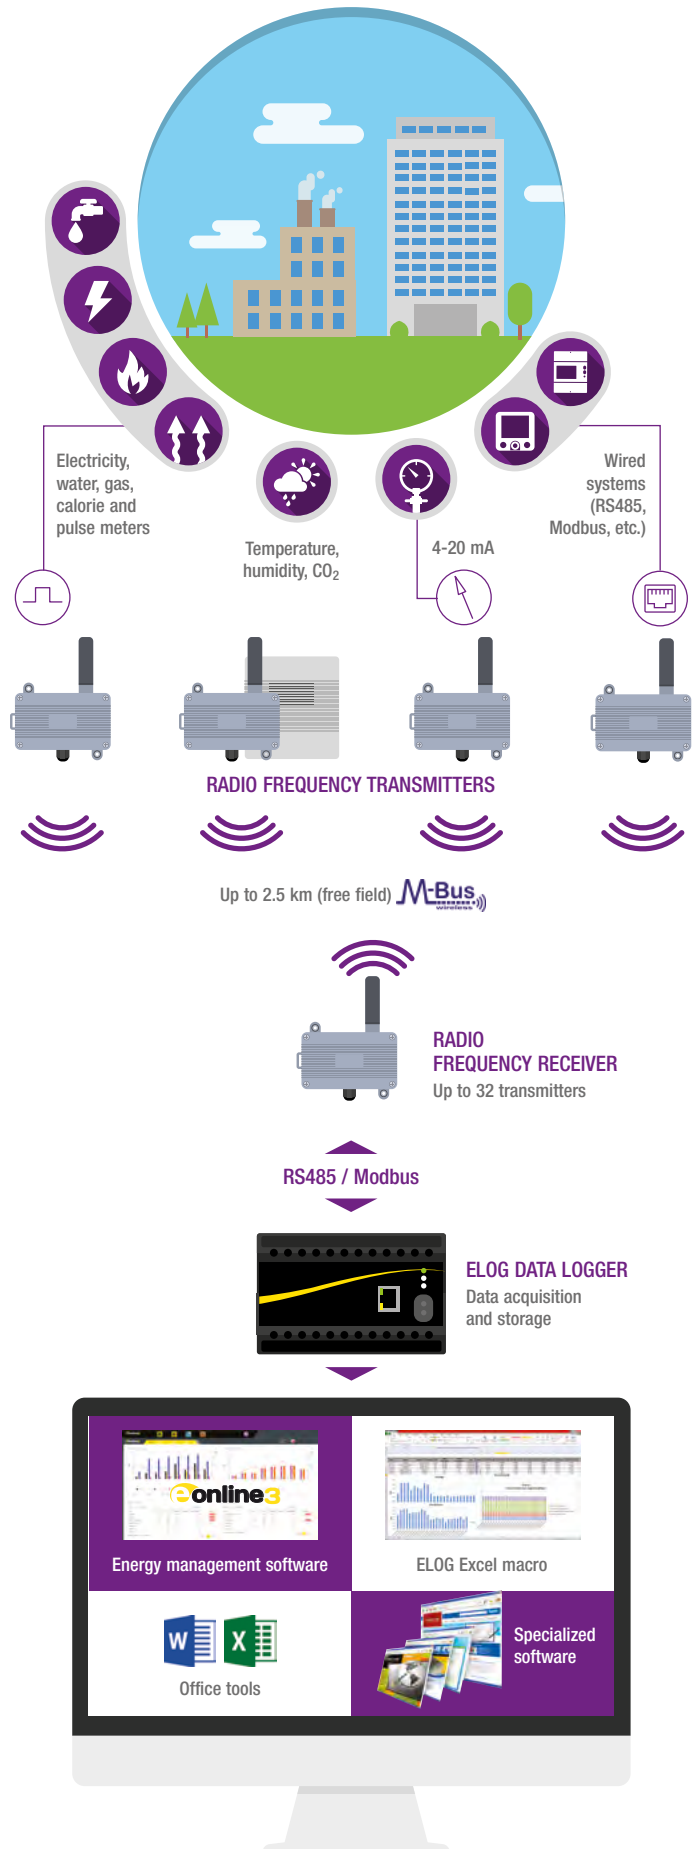 Electricity,
water, gas,
calorie and
pulse meters
Temperature,
humidity, CO₂
4-20 mA
Wired
systems
(RS485,
Modbus, etc.)
RADIO FREQUENCY TRANSMITTERS
Up to 2.5 km (free field) M-Bus
wireless
RADIO
FREQUENCY RECEIVER
Up to 32 transmitters
RS485 / Modbus
ELOG DATA LOGGER
Data acquisition
and storage
eonline3
Energy management software
ELOG Excel macro
W
X
Office tools
Specialized
software